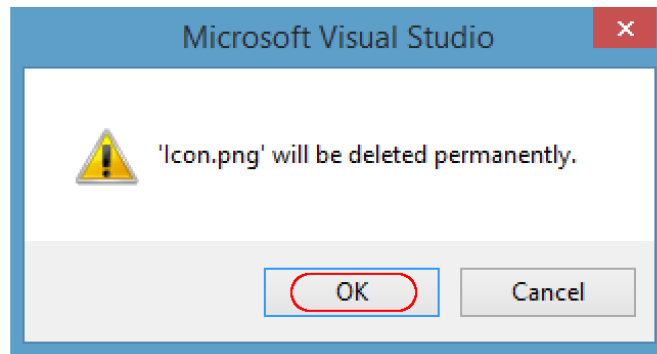 Microsoft Visual Studio
'Icon.png' will be deleted permanently.
OK
Cancel